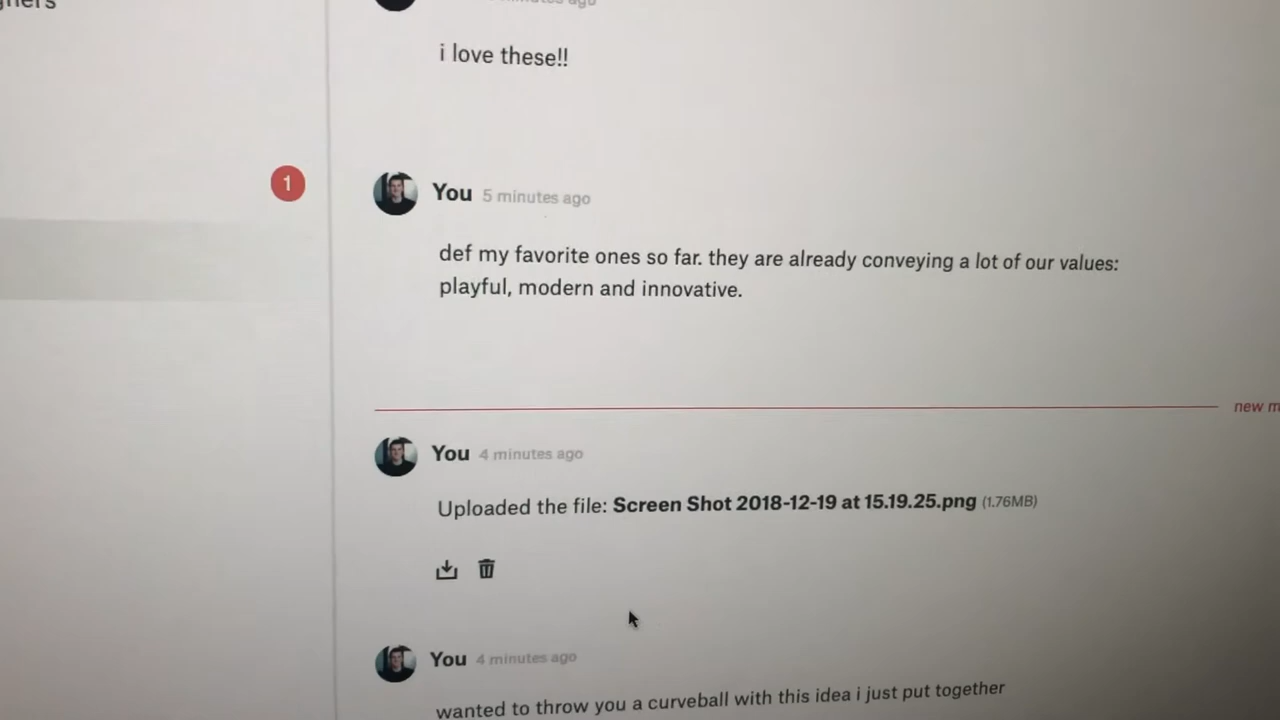 minutes ago
i love these!!
1
You 5 minutes ago
def my favorite ones so far. they are already conveying a lot of our values:
playful, modern and innovative.
new
You 4 minutes ago
Uploaded the file: Screen Shot 2018-12-19 at 15.19.25.png (1.76MB)
You 4 minutes ago
wanted to throw you a curveball with this idea i just put together